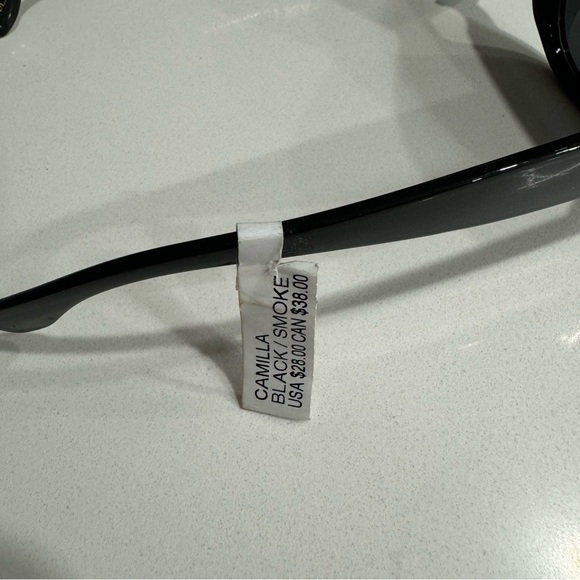 CAMILLA
BLACK / SMOKE
USA $28.00 CAN $38.00